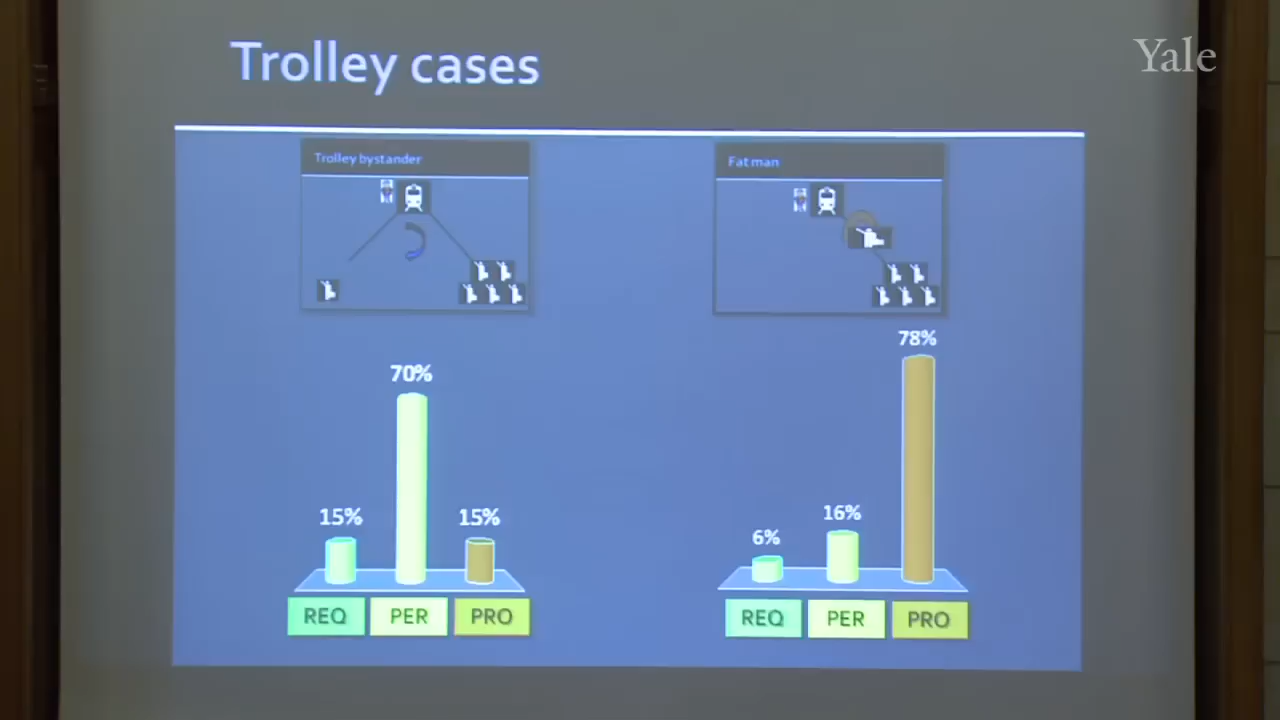 Trolley cases
Yale
Trolley bystander
Fat man
78%
70%
15%
15%
16%
6%
REQ PER PRO
REQ PER PRO